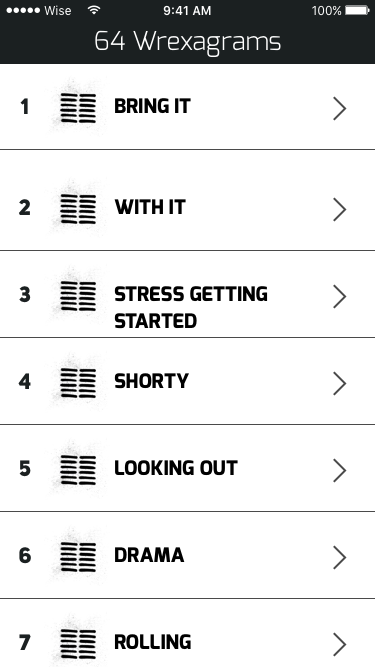 ●●●●● Wise 9:41 AM 100%
64 Wrexagrams
1 BRING IT
2 WITH IT
3 STRESS GETTING
STARTED
4 SHORTY
5 LOOKING OUT
6 DRAMA
7 ROLLING